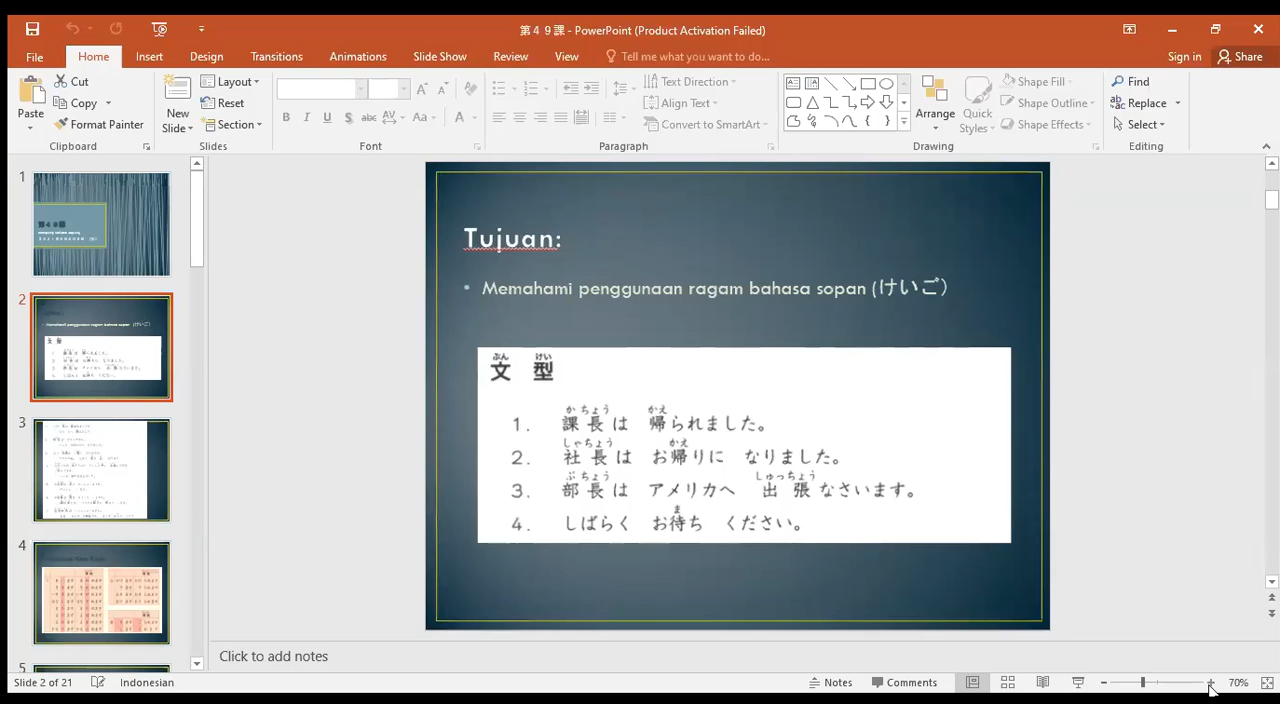 第４９課 - PowerPoint (Product Activation Failed)
File Home Insert Design Transitions Animations Slide Show Review View Tell me what you want to do... Sign in Share
Paste Cut Copy Format Painter
Clipboard
New Slide Layout Reset Section
Slides
B I U S abc AV Aa A
Font
Text Direction Align Text Convert to SmartArt
Paragraph
Arrange Quick Styles Shape Fill Shape Outline Shape Effects
Drawing
Find Replace Select
Editing
1
2
3
4
5
Tujuan:
• Memahami penggunaan ragam bahasa sopan (けいご)
ぶん けい
文 型
か ちょう かえ
1. 課長は 帰られました。
しゃちょう かえ
2. 社長は お帰りに なりました。
ぶ ちょう しゅっちょう
3. 部長は アメリカへ 出張なさいます。
ま
4. しばらく お待ち ください。
Click to add notes
Slide 2 of 21 Indonesian Notes Comments 70%